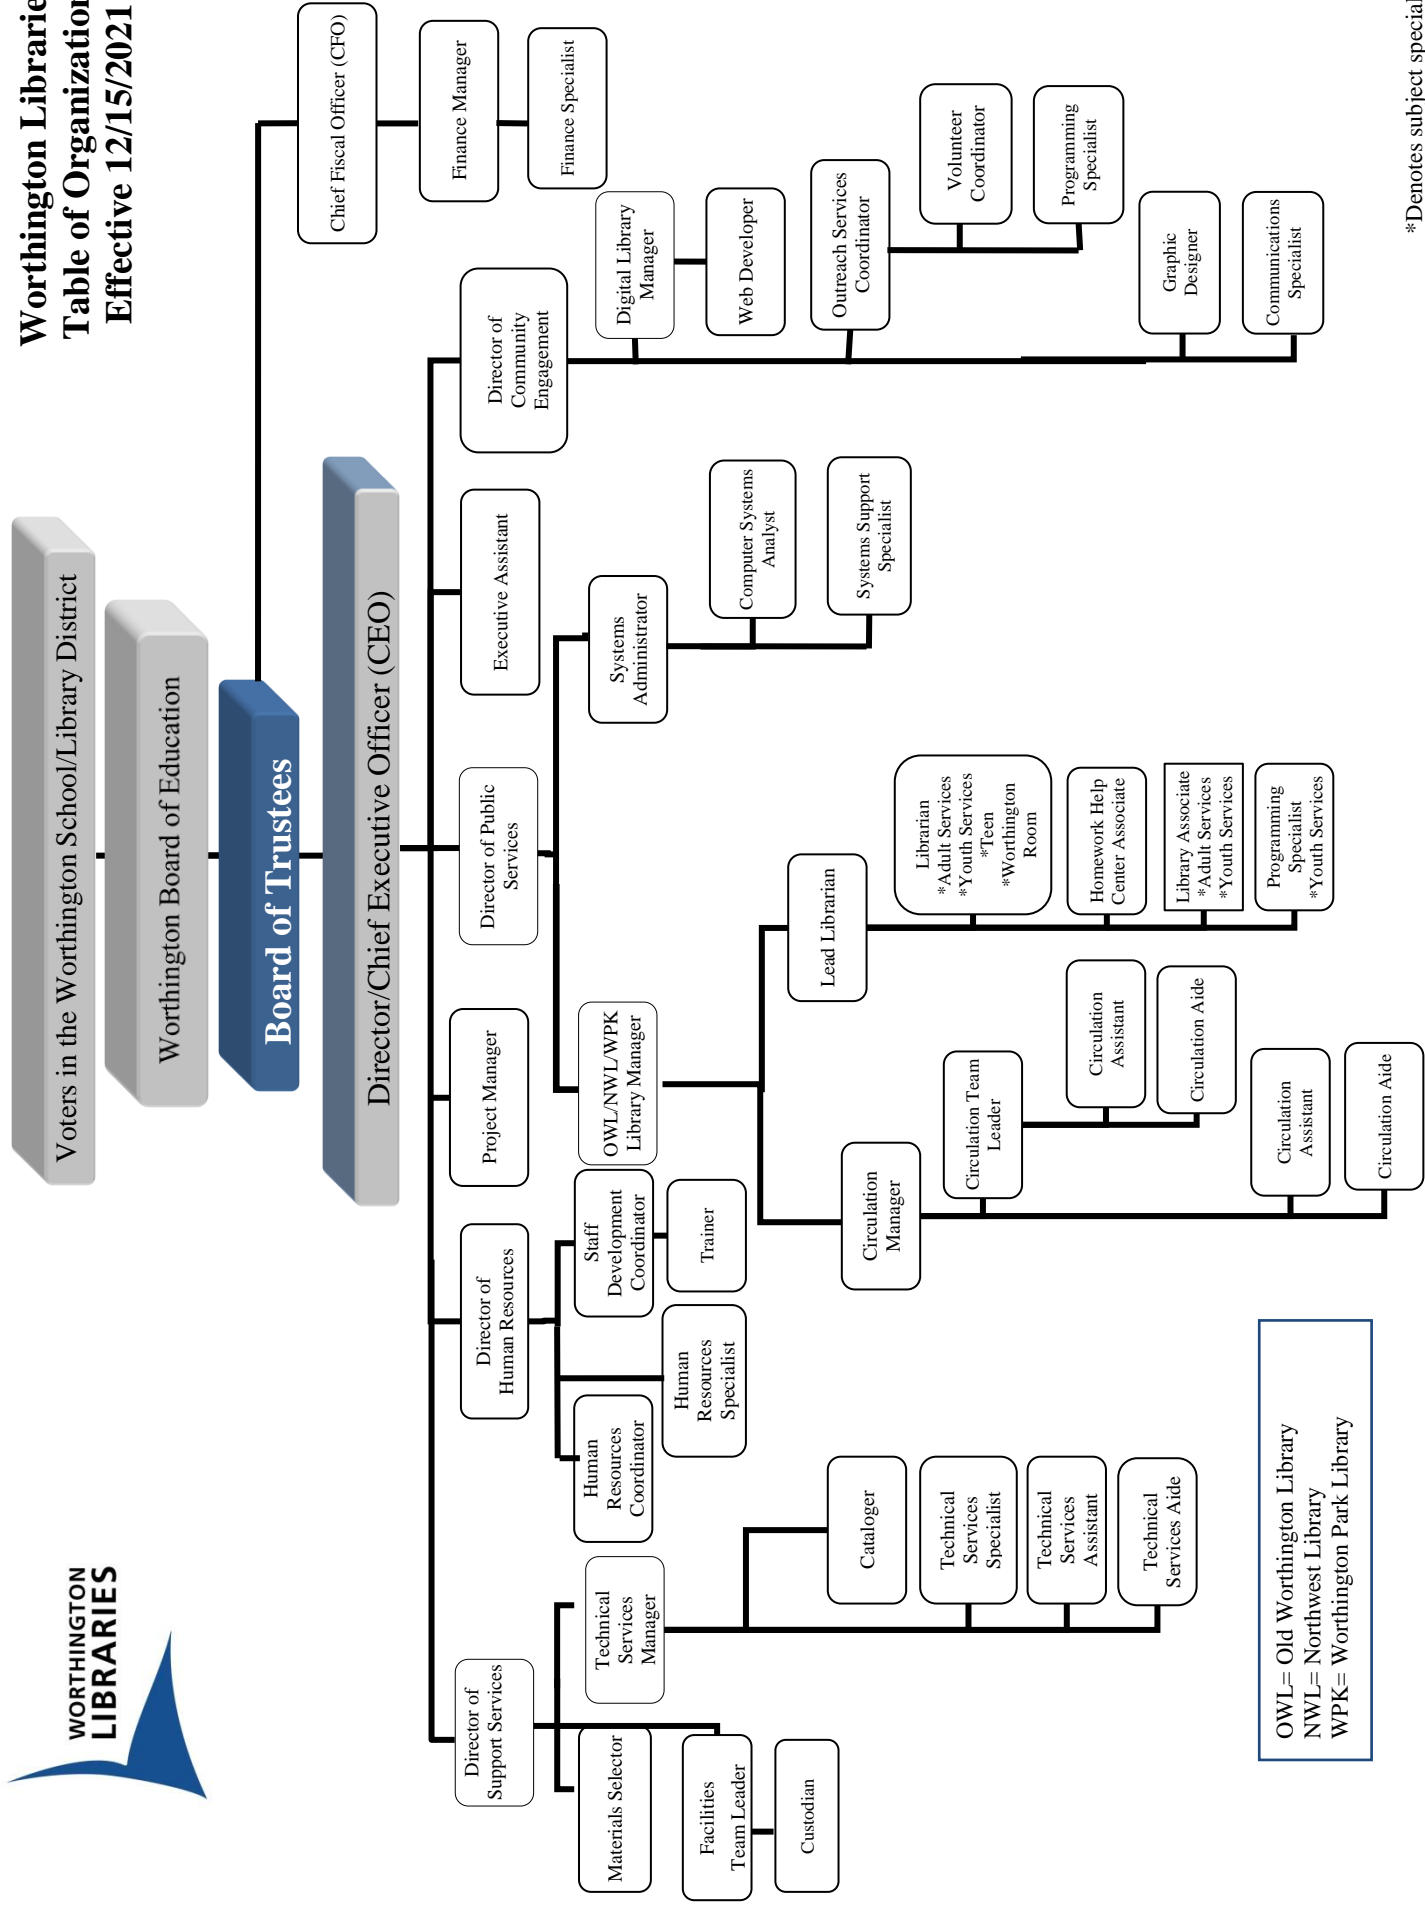 WORTHINGTON
LIBRARIES
Worthington Librarie
Table of Organization
Effective 12/15/2021
Voters in the Worthington School/Library District
Worthington Board of Education
Board of Trustees
Director/Chief Executive Officer (CEO)
Chief Fiscal Officer (CFO)
Finance Manager
Finance Specialist
Director of
Support Services
Materials Selector
Facilities
Team Leader
Custodian
Technical
Services
Manager
Cataloger
Technical
Services
Specialist
Technical
Services
Assistant
Technical
Services Aide
Director of
Human Resources
Human
Resources
Coordinator
Human
Resources
Specialist
Staff
Development
Coordinator
Trainer
Project Manager
Director of Public
Services
OWL/NWL/WPK
Library Manager
Circulation
Manager
Circulation Team
Leader
Circulation
Assistant
Circulation Aide
Circulation
Assistant
Circulation Aide
Lead Librarian
Librarian
*Adult Services
*Youth Services
*Teen
*Worthington
Room
Homework Help
Center Associate
Library Associate
*Adult Services
*Youth Services
Programming
Specialist
*Youth Services
Systems
Administrator
Computer Systems
Analyst
Systems Support
Specialist
Executive Assistant
Director of
Community
Engagement
Digital Library
Manager
Web Developer
Outreach Services
Coordinator
Volunteer
Coordinator
Programming
Specialist
Graphic
Designer
Communications
Specialist
OWL= Old Worthington Library
NWL= Northwest Library
WPK= Worthington Park Library
*Denotes subject special